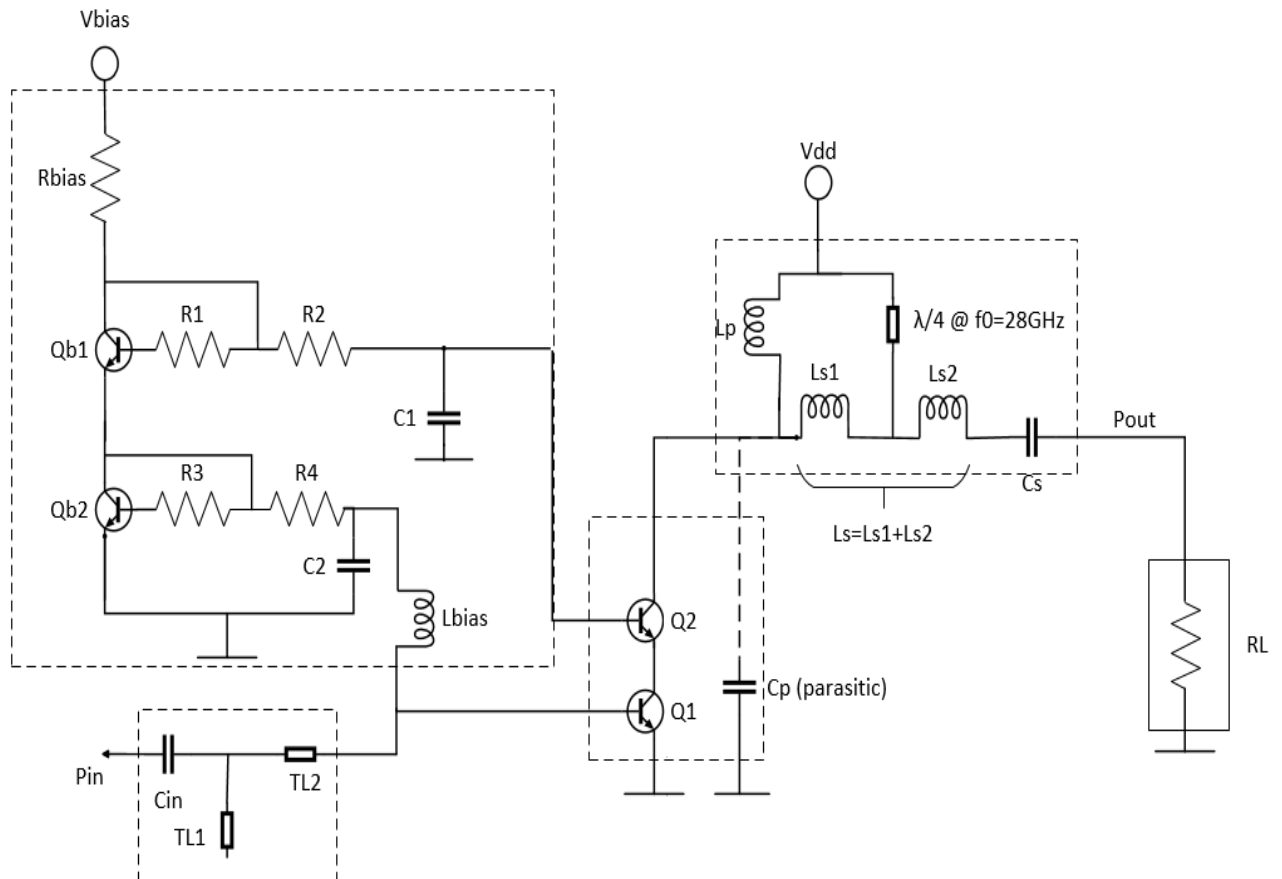 Vbias
Rbias
R1
R2
Qb1
C1
R3
R4
Qb2
C2
Lbias
Pin
Cin
TL1
TL2
Q2
Q1
Cp (parasitic)
Vdd
Lp
λ/4 @ f0=28GHz
Ls1
Ls2
Cs
Ls=Ls1+Ls2
Pout
RL